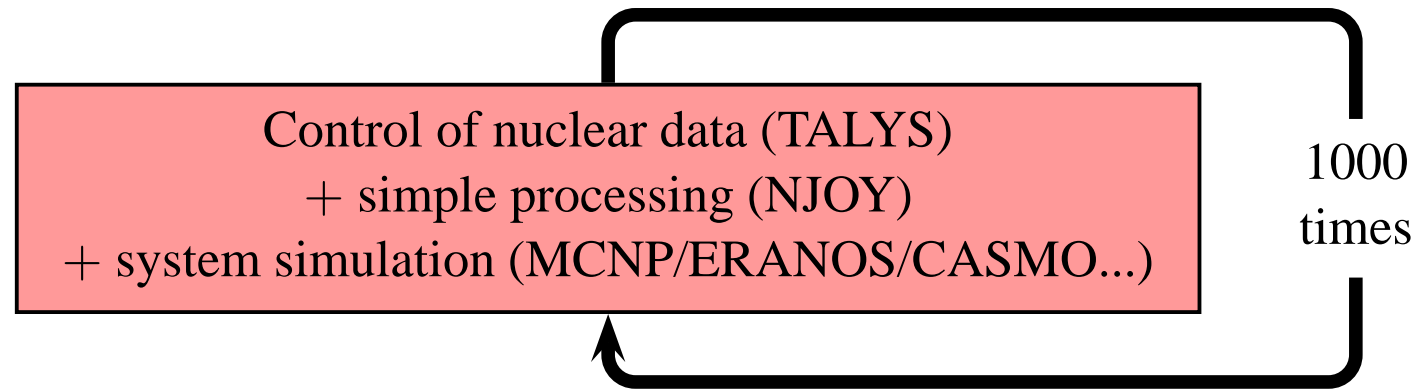 Control of nuclear data (TALYS)
+ simple processing (NJOY)
+ system simulation (MCNP/ERANOS/CASMO...)
1000
times